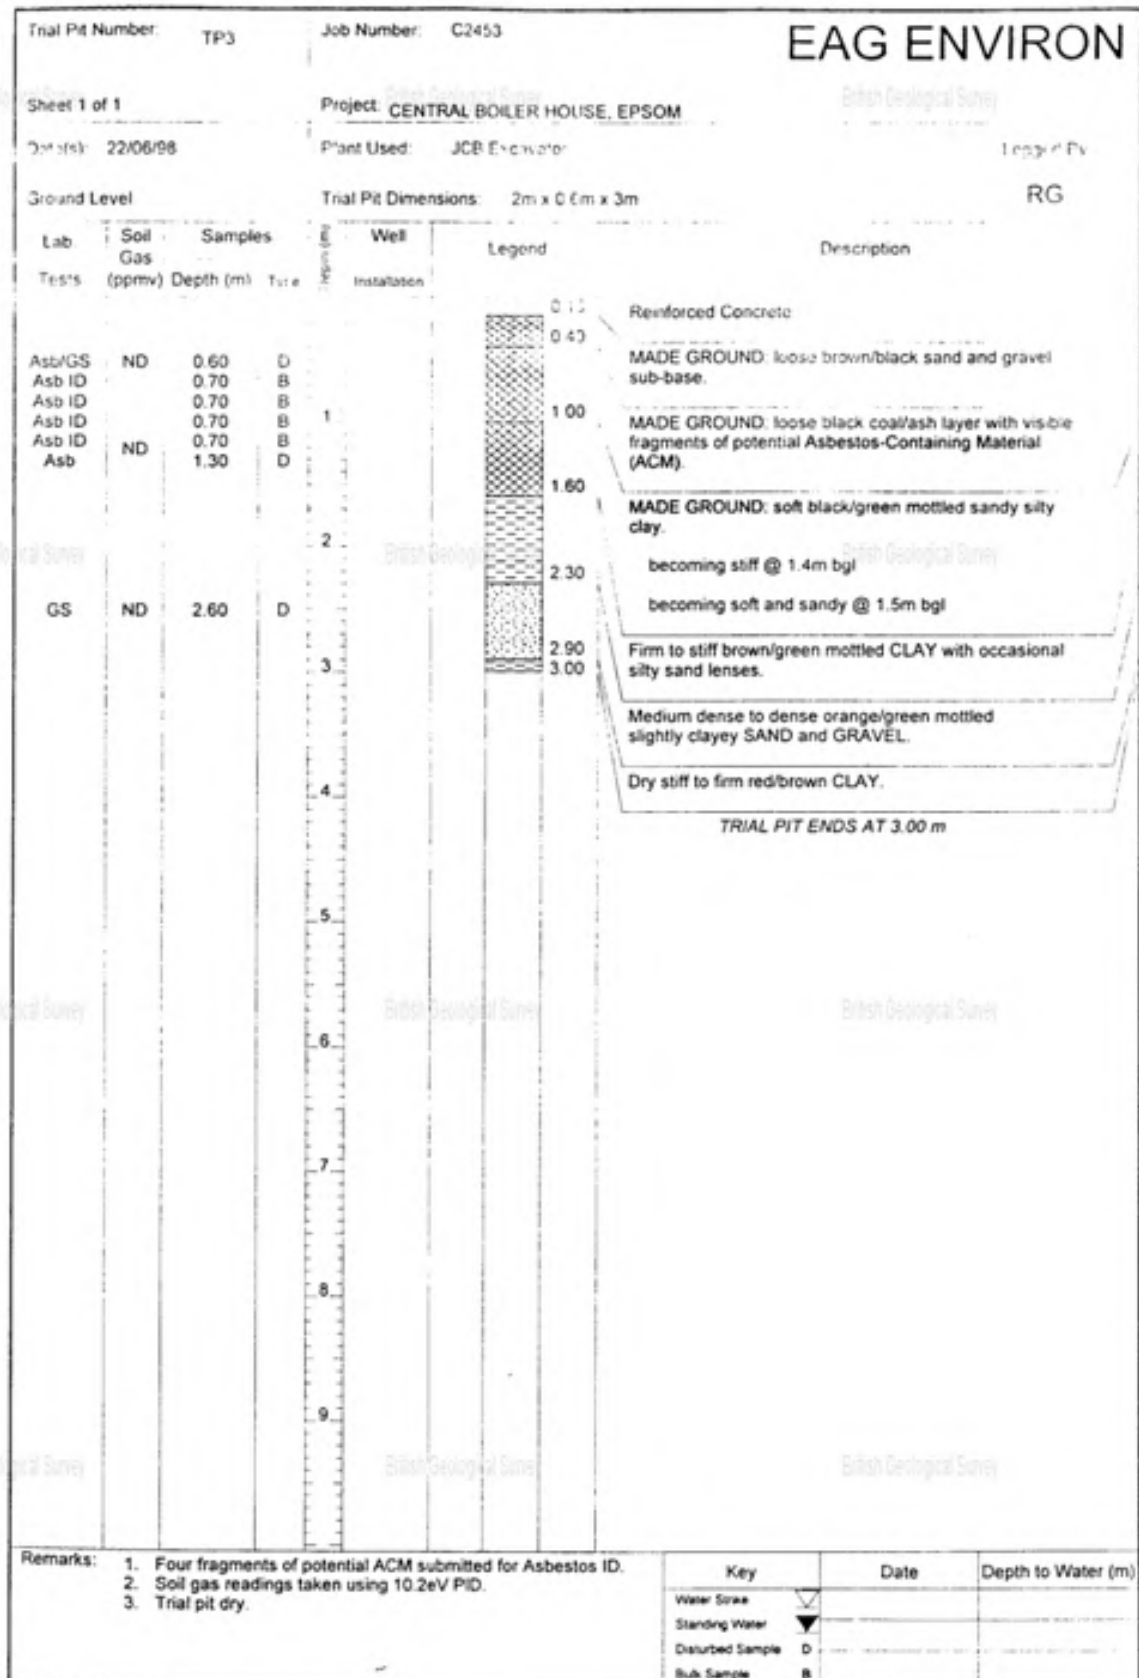 Trial Pit Number: TP3 Job Number: C2453 EAG ENVIRON
Sheet 1 of 1 Project: CENTRAL BOILER HOUSE, EPSOM
Date(s): 22/06/98 Plant Used: JCB Excavator Logged By
Ground Level Trial Pit Dimensions: 2m x 0.6m x 3m RG
Lab Tests Soil Gas (ppmv) Samples Depth (m) Type Well Installation Legend Description
0.40
Reinforced Concrete
MADE GROUND: loose brown/black sand and gravel
sub-base.
Asb/GS ND 0.60 D
Asb ID 0.70 B
Asb ID 0.70 B
Asb ID 0.70 B
Asb ID 0.70 B
ND
Asb 1.30 D
1
1.00
MADE GROUND: loose black coal/ash layer with visible
fragments of potential Asbestos-Containing Material
(ACM).
1.60
MADE GROUND: soft black/green mottled sandy silty
clay.
2
becoming stiff @ 1.4m bgl
2.30
becoming soft and sandy @ 1.5m bgl
GS ND 2.60 D
2.90
Firm to stiff brown/green mottled CLAY with occasional
silty sand lenses.
3
3.00
Medium dense to dense orange/green mottled
slightly clayey SAND and GRAVEL.
Dry stiff to firm red/brown CLAY.
4
TRIAL PIT ENDS AT 3.00 m
5
6
7
8
9
British Geological Survey
Remarks: 1. Four fragments of potential ACM submitted for Asbestos ID.
2. Soil gas readings taken using 10.2eV PID.
3. Trial pit dry.
Key Date Depth to Water (m)
Water Strike
Standing Water
Disturbed Sample D
Bulk Sample B